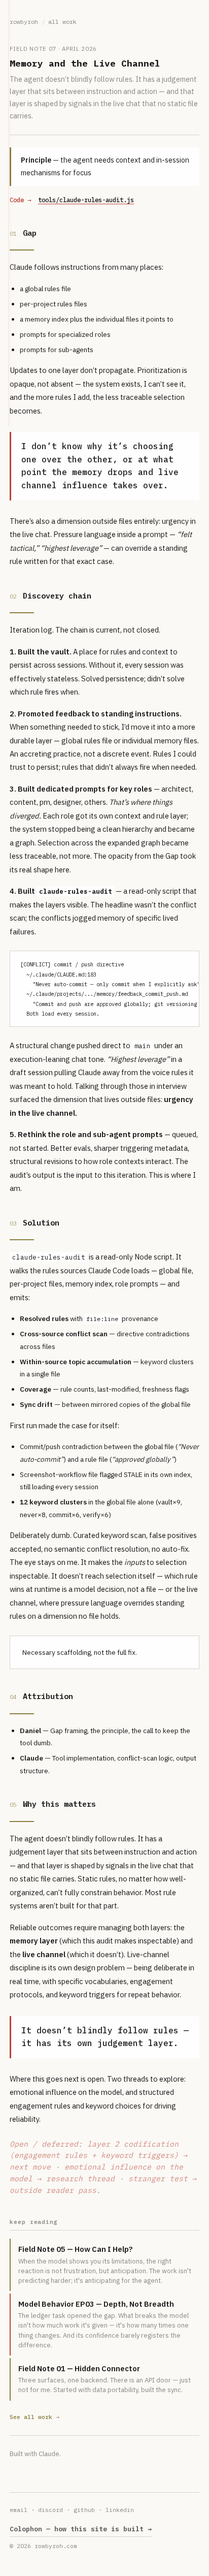 rowbyroh / all work
FIELD NOTE 07 · APRIL 2026
Memory and the Live Channel
The agent doesn't blindly follow rules. It has a judgement
layer that sits between instruction and action — and that
layer is shaped by signals in the live chat that no static file
carries.
Principle — the agent needs context and in-session
mechanisms for focus
Code → tools/claude-rules-audit.js
01 Gap
Claude follows instructions from many places:
• a global rules file
• per-project rules files
• a memory index plus the individual files it points to
• prompts for specialized roles
• prompts for sub-agents
Updates to one layer don't propagate. Prioritization is
opaque, not absent — the system exists, I can't see it,
and the more rules I add, the less traceable selection
becomes.
I don't know why it's choosing
one over the other, or at what
point the memory drops and live
channel influence takes over.
There's also a dimension outside files entirely: urgency in
the live chat. Pressure language inside a prompt — "felt
tactical," "highest leverage" — can override a standing
rule written for that exact case.
02 Discovery chain
Iteration log. The chain is current, not closed.
1. Built the vault. A place for rules and context to
persist across sessions. Without it, every session was
effectively stateless. Solved persistence; didn't solve
which rule fires when.
2. Promoted feedback to standing instructions.
When something needed to stick, I'd move it into a more
durable layer — global rules file or individual memory files.
An accreting practice, not a discrete event. Rules I could
trust to persist; rules that didn't always fire when needed.
3. Built dedicated prompts for key roles — architect,
content, pm, designer, others. That's where things
diverged. Each role got its own context and rule layer;
the system stopped being a clean hierarchy and became
a graph. Selection across the expanded graph became
less traceable, not more. The opacity from the Gap took
its real shape here.
4. Built claude-rules-audit — a read-only script that
makes the layers visible. The headline wasn't the conflict
scan; the conflicts jogged memory of specific lived
failures.
[CONFLICT] commit / push directive
~/.claude/CLAUDE.md:183
"Never auto-commit — only commit when I explicitly ask"
~/.claude/projects/.../memory/feedback_commit_push.md
"Commit and push are approved globally; git versioning
Both load every session.
A structural change pushed direct to main under an
execution-leaning chat tone. "Highest leverage" in a
draft session pulling Claude away from the voice rules it
was meant to hold. Talking through those in interview
surfaced the dimension that lives outside files: urgency
in the live channel.
5. Rethink the role and sub-agent prompts — queued,
not started. Better evals, sharper triggering metadata,
structural revisions to how role contexts interact. The
audit's output is the input to this iteration. This is where I
am.
03 Solution
claude-rules-audit is a read-only Node script. It
walks the rules sources Claude Code loads — global file,
per-project files, memory index, role prompts — and
emits:
• Resolved rules with file:line provenance
• Cross-source conflict scan — directive contradictions
across files
• Within-source topic accumulation — keyword clusters
in a single file
• Coverage — rule counts, last-modified, freshness flags
• Sync drift — between mirrored copies of the global file
First run made the case for itself:
• Commit/push contradiction between the global file ("Never
auto-commit") and a rule file ("approved globally")
• Screenshot-workflow file flagged STALE in its own index,
still loading every session
• 12 keyword clusters in the global file alone (vault×9,
never×8, commit×6, verify×6)
Deliberately dumb. Curated keyword scan, false positives
accepted, no semantic conflict resolution, no auto-fix.
The eye stays on me. It makes the inputs to selection
inspectable. It doesn't reach selection itself — which rule
wins at runtime is a model decision, not a file — or the live
channel, where pressure language overrides standing
rules on a dimension no file holds.
Necessary scaffolding, not the full fix.
04 Attribution
• Daniel — Gap framing, the principle, the call to keep the
tool dumb.
• Claude — Tool implementation, conflict-scan logic, output
structure.
05 Why this matters
The agent doesn't blindly follow rules. It has a
judgement layer that sits between instruction and action
— and that layer is shaped by signals in the live chat that
no static file carries. Static rules, no matter how well-
organized, can't fully constrain behavior. Most rule
systems aren't built for that part.
Reliable outcomes require managing both layers: the
memory layer (which this audit makes inspectable) and
the live channel (which it doesn't). Live-channel
discipline is its own design problem — being deliberate in
real time, with specific vocabularies, engagement
protocols, and keyword triggers for repeat behavior.
It doesn't blindly follow rules —
it has its own judgement layer.
Where this goes next is open. Two threads to explore:
emotional influence on the model, and structured
engagement rules and keyword choices for driving
reliability.
Open / deferred: layer 2 codification
(engagement rules + keyword triggers) →
next move · emotional influence on the
model → research thread · stranger test →
outside reader pass.
keep reading
Field Note 05 — How Can I Help?
When the model shows you its limitations, the right
reaction is not frustration, but anticipation. The work isn't
predicting harder; it's anticipating for the agent.
Model Behavior EP03 — Depth, Not Breadth
The ledger task opened the gap. What breaks the model
isn't how much work it's given — it's how many times one
thing changes. And its confidence barely registers the
difference.
Field Note 01 — Hidden Connector
Three surfaces, one backend. There is an API door — just
not for me. Started with data portability, built the sync.
See all work →
Built with Claude.
email · discord · github · linkedin
Colophon — how this site is built →
© 2026 rowbyroh.com